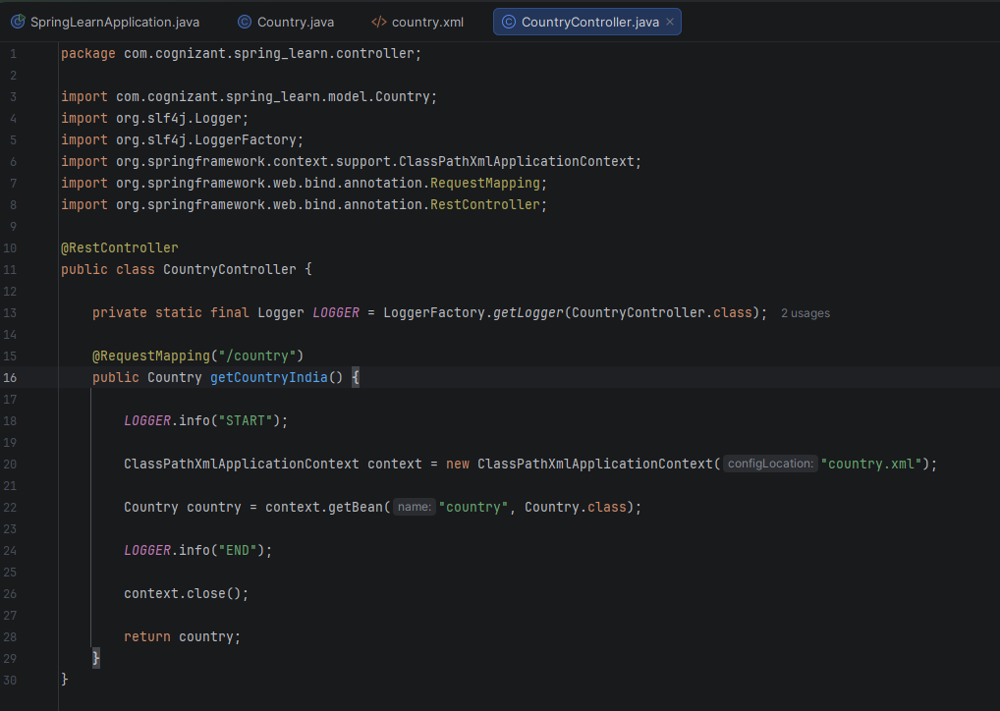 SpringLearnApplication.java Country.java country.xml CountryController.java
1 package com.cognizant.spring_learn.controller;
2
3 import com.cognizant.spring_learn.model.Country;
4 import org.slf4j.Logger;
5 import org.slf4j.LoggerFactory;
6 import org.springframework.context.support.ClassPathXmlApplicationContext;
7 import org.springframework.web.bind.annotation.RequestMapping;
8 import org.springframework.web.bind.annotation.RestController;
9
10 @RestController
11 public class CountryController {
12
13     private static final Logger LOGGER = LoggerFactory.getLogger(CountryController.class); 2 usages
14
15     @RequestMapping("/country")
16     public Country getCountryIndia() {
17
18         LOGGER.info("START");
19
20         ClassPathXmlApplicationContext context = new ClassPathXmlApplicationContext( configLocation: "country.xml");
21
22         Country country = context.getBean( name: "country", Country.class);
23
24         LOGGER.info("END");
25
26         context.close();
27
28         return country;
29     }
30 }